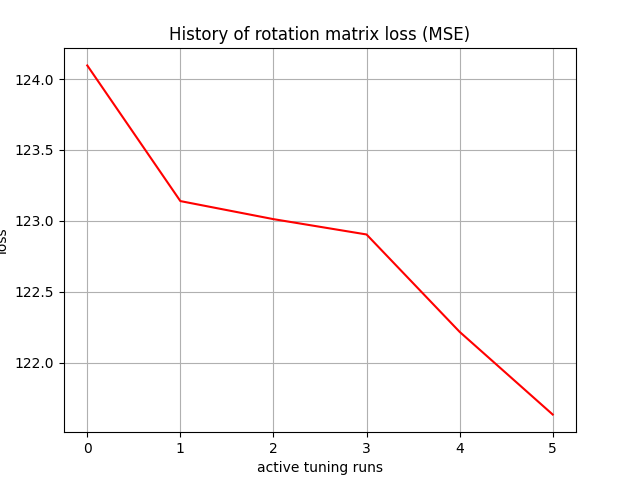 History of rotation matrix loss (MSE)
124.0
123.5
123.0
122.5
122.0
loss
0 1 2 3 4 5
active tuning runs